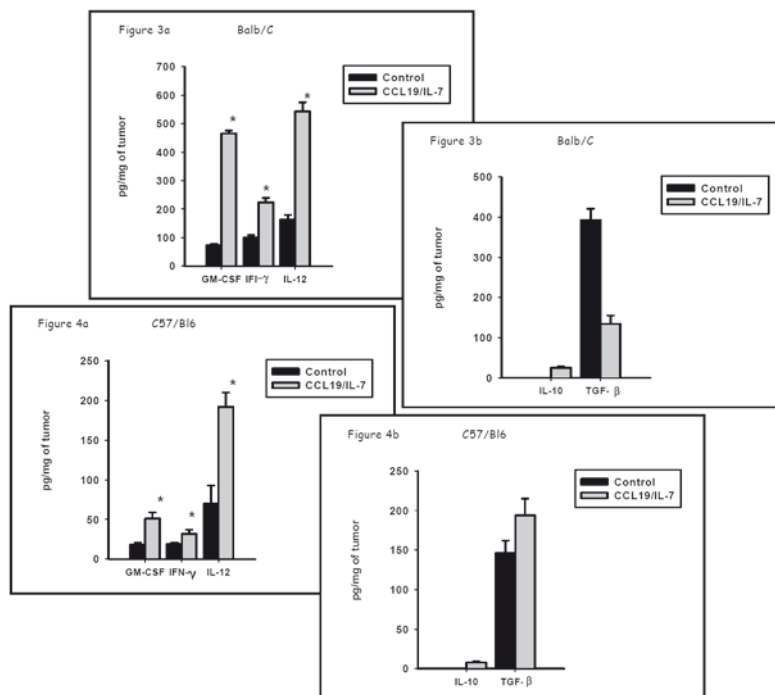 Figure 3a Balb/C
700
600
500
400
300
200
100
0
pg/mg of tumor
Control
CCL19/IL-7
*
*
*
GM-CSF IFI-γ IL-12
Figure 3b Balb/C
500
400
300
200
100
0
pg/mg of tumor
Control
CCL19/IL-7
IL-10 TGF- β
Figure 4a C57/Bl6
250
200
150
100
50
0
pg/mg of tumor
Control
CCL19/IL-7
*
*
*
GM-CSF IFN-γ IL-12
Figure 4b C57/Bl6
250
200
150
100
50
0
pg/mg of tumor
Control
CCL19/IL-7
IL-10 TGF- β